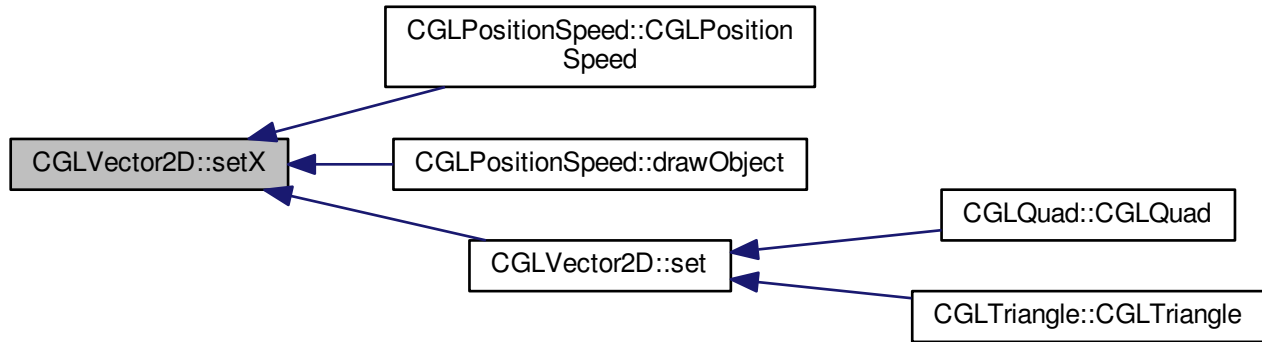 CGLPositionSpeed::CGLPosition
Speed
CGLVector2D::setX
CGLPositionSpeed::drawObject
CGLVector2D::set
CGLQuad::CGLQuad
CGLTriangle::CGLTriangle